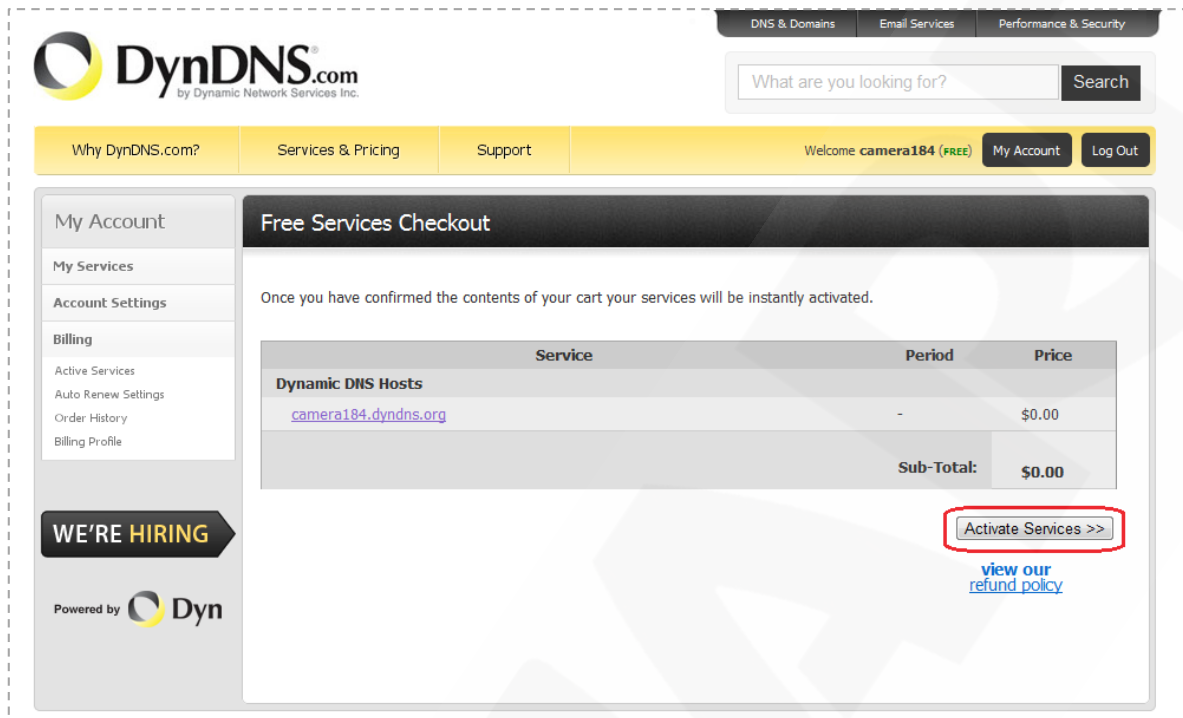 DNS & Domains Email Services Performance & Security
DynDNS.com
by Dynamic Network Services Inc.
What are you looking for? Search
Why DynDNS.com? Services & Pricing Support Welcome camera184 (FREE) My Account Log Out
My Account
My Services
Account Settings
Billing
Active Services
Auto Renew Settings
Order History
Billing Profile
WE'RE HIRING
Powered by Dyn
Free Services Checkout
Once you have confirmed the contents of your cart your services will be instantly activated.
Service Period Price
Dynamic DNS Hosts
camera184.dyndns.org - $0.00
Sub-Total: $0.00
Activate Services >>
view our
refund policy